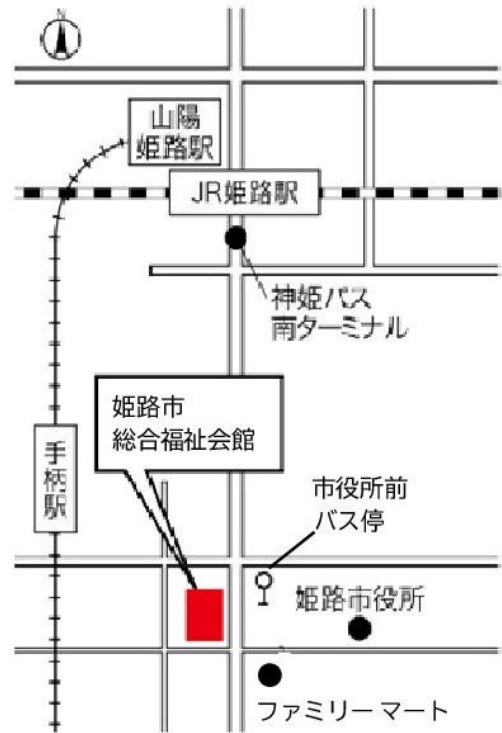 N
山陽
姫路駅
JR姫路駅
神姫バス
南ターミナル
姫路市
総合福祉会館
手柄駅
市役所前
バス停
姫路市役所
ファミリーマート